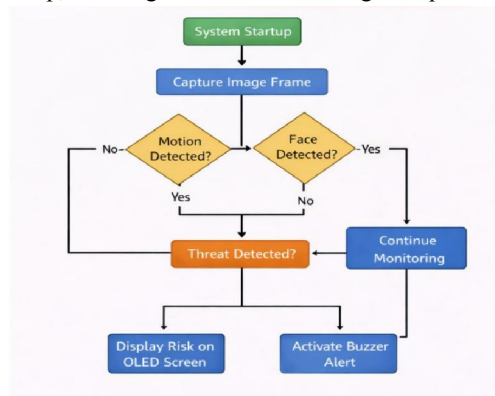 System Startup
Capture Image Frame
Motion
Detected?
Face
Detected?
No
Yes
Yes
No
Threat Detected?
Continue
Monitoring
Display Risk on
OLED Screen
Activate Buzzer
Alert